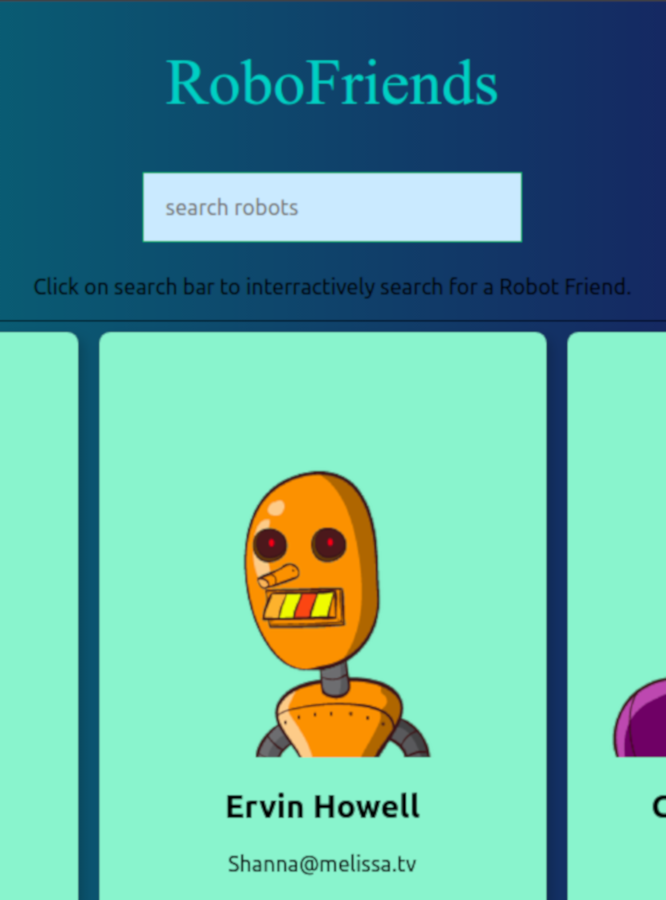 RoboFriends
search robots
Click on search bar to interractively search for a Robot Friend.
Ervin Howell
Shanna@melissa.tv